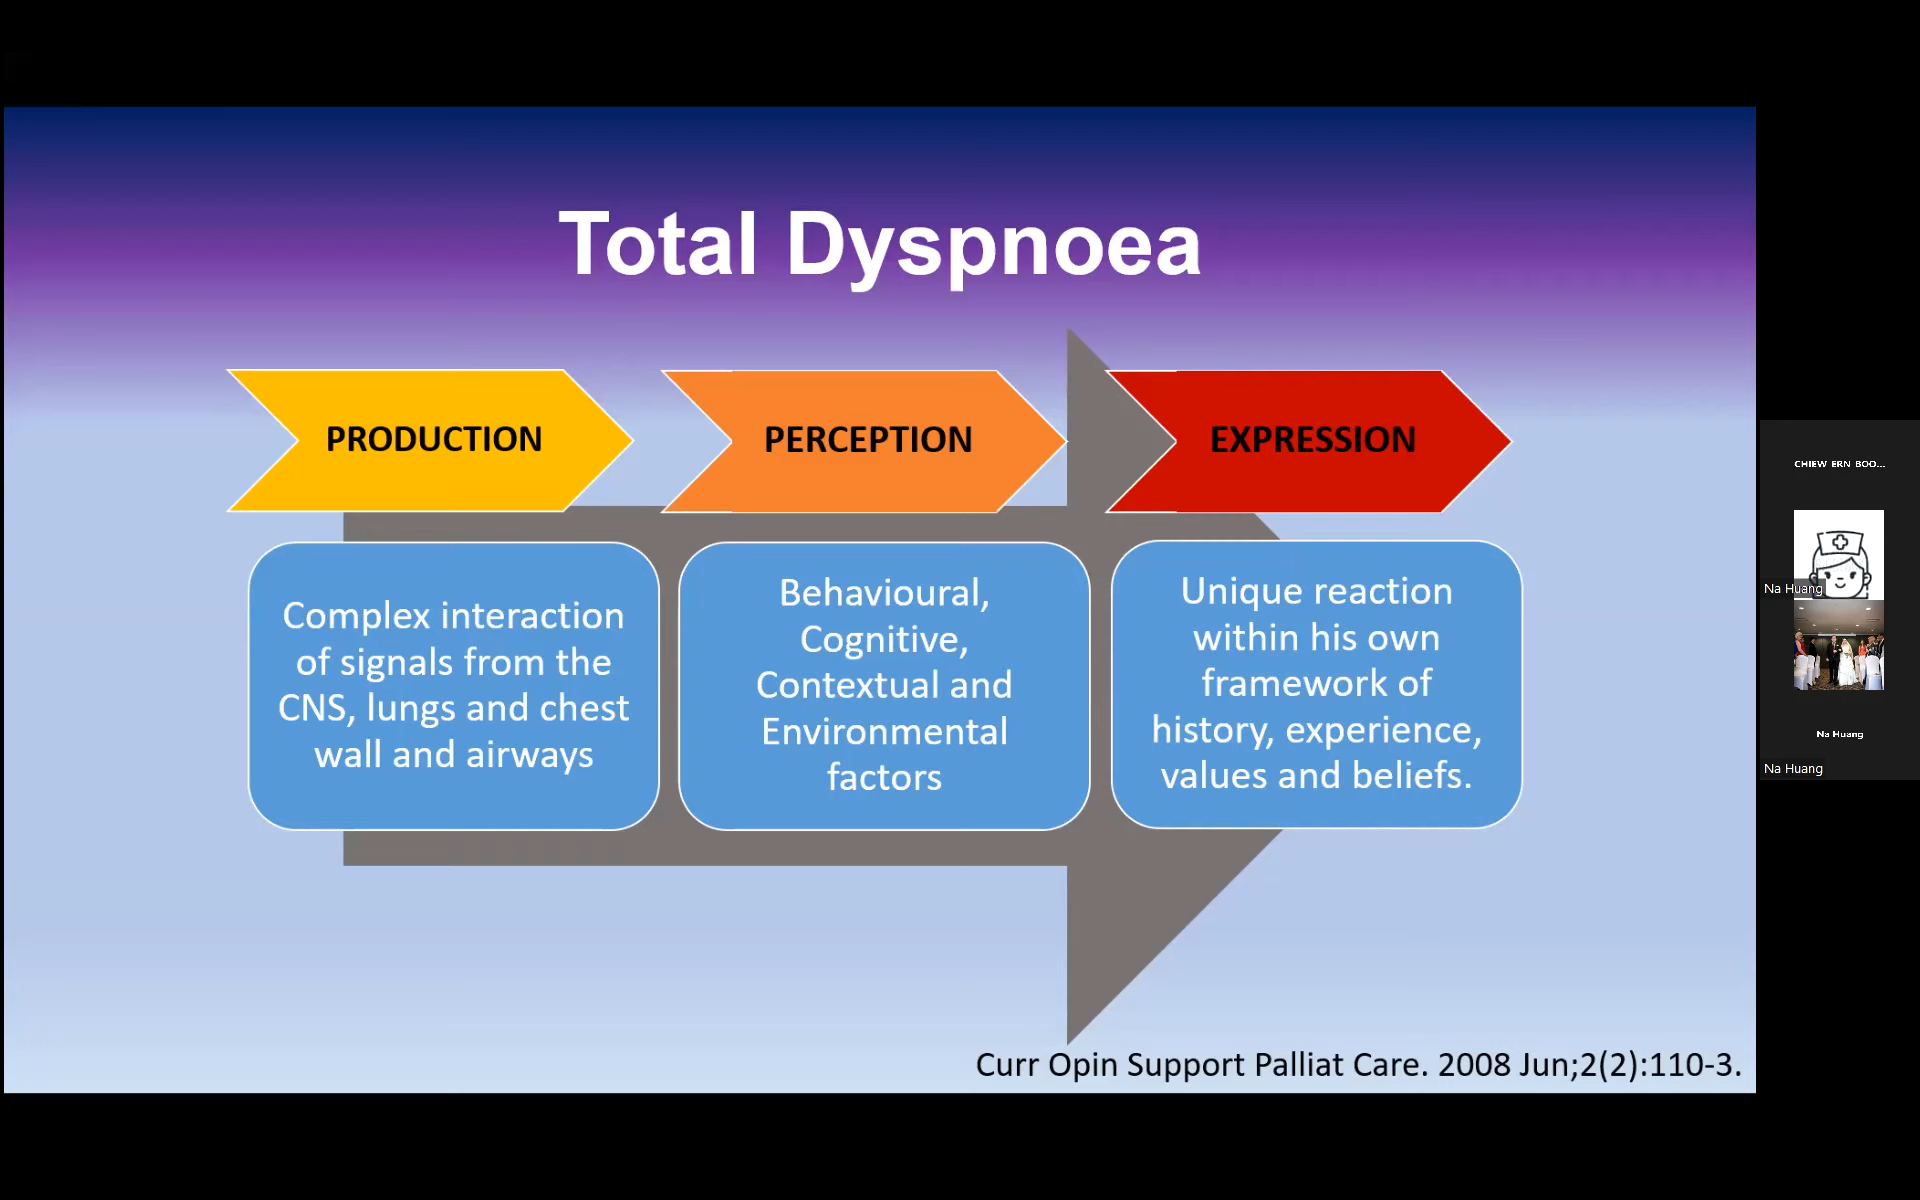 Total Dyspnoea
PRODUCTION
PERCEPTION
EXPRESSION
Complex interaction
of signals from the
CNS, lungs and chest
wall and airways
Behavioural,
Cognitive,
Contextual and
Environmental
factors
Unique reaction
within his own
framework of
history, experience,
values and beliefs.
Curr Opin Support Palliat Care. 2008 Jun;2(2):110-3.
CHIEW ERN BOO...
Na Huang
Na Huang
Na Huang